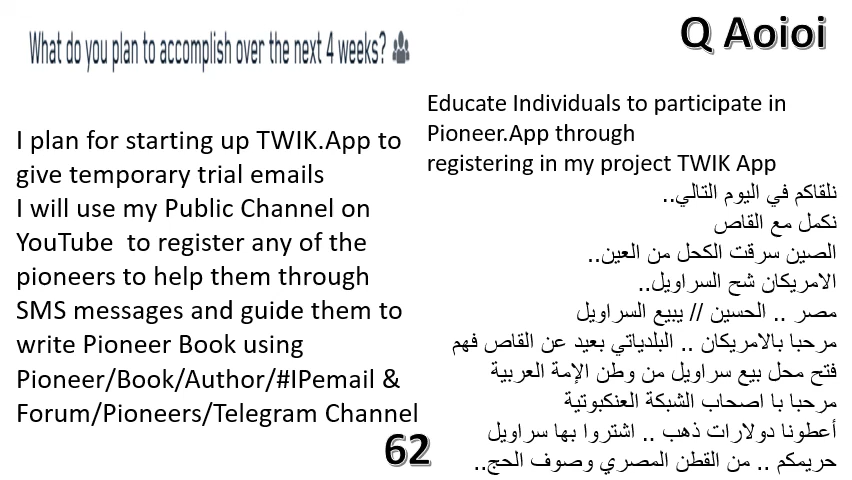 What do you plan to accomplish over the next 4 weeks?
Q Aoioi
I plan for starting up TWIK.App to
give temporary trial emails
I will use my Public Channel on
YouTube to register any of the
pioneers to help them through
SMS messages and guide them to
write Pioneer Book using
Pioneer/Book/Author/#IPemail &
Forum/Pioneers/Telegram Channel
Educate Individuals to participate in
Pioneer.App through
registering in my project TWIK App
نلقاكم في اليوم التالي..
نكمل مع القاص
الصين سرقت الكحل من العين..
الامريكان شح السراويل..
مصر .. الحسين // يبيع السراويل
مرحبا بالامريكان .. البلدياتي بعيد عن القاص فهم
فتح محل بيع سراويل من وطن الإمة العربية
مرحبا با اصحاب الشبكة العنكبوتية
أعطونا دولارات ذهب .. اشتروا بها سراويل
حريمكم .. من القطن المصري وصوف الحج..
62